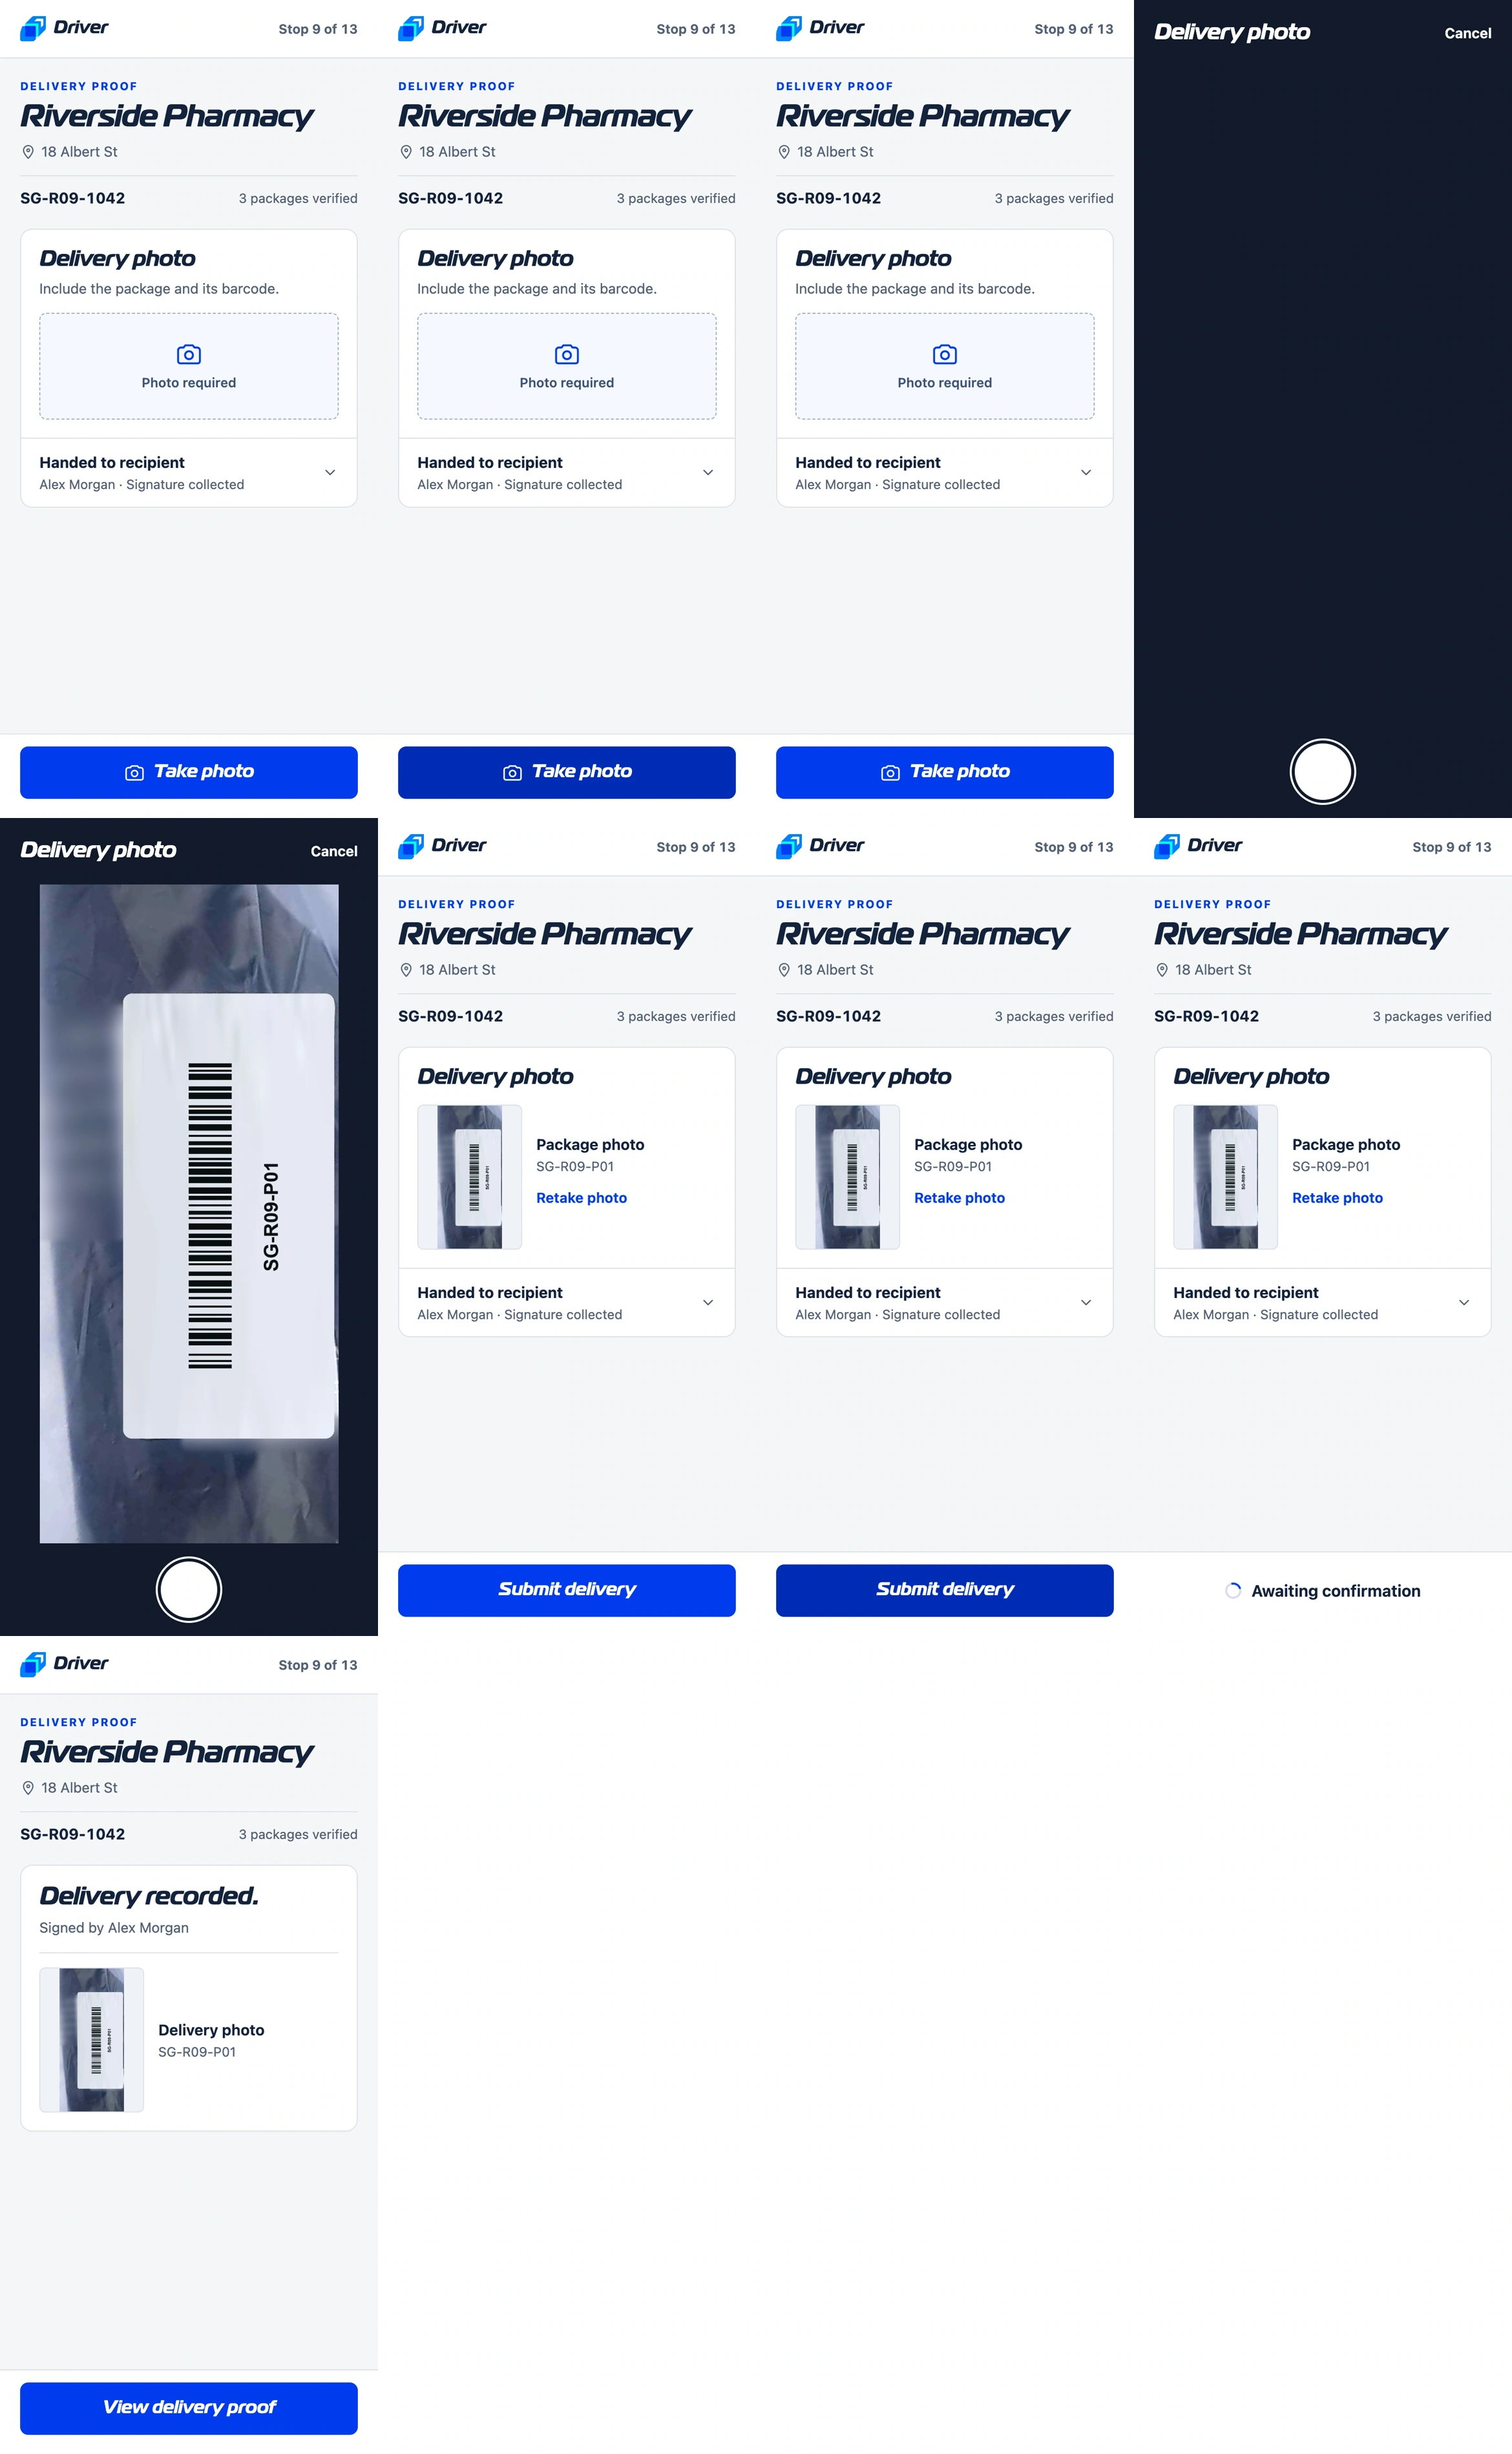 Driver
Stop 9 of 13
DELIVERY PROOF
Riverside Pharmacy
18 Albert St
SG-R09-1042
3 packages verified
Delivery photo
Include the package and its barcode.
Photo required
Handed to recipient
Alex Morgan · Signature collected
Take photo
Driver
Stop 9 of 13
DELIVERY PROOF
Riverside Pharmacy
18 Albert St
SG-R09-1042
3 packages verified
Delivery photo
Include the package and its barcode.
Photo required
Handed to recipient
Alex Morgan · Signature collected
Take photo
Driver
Stop 9 of 13
DELIVERY PROOF
Riverside Pharmacy
18 Albert St
SG-R09-1042
3 packages verified
Delivery photo
Include the package and its barcode.
Photo required
Handed to recipient
Alex Morgan · Signature collected
Take photo
Delivery photo
Cancel
Delivery photo
Cancel
SG-R09-P01
Driver
Stop 9 of 13
DELIVERY PROOF
Riverside Pharmacy
18 Albert St
SG-R09-1042
3 packages verified
Delivery photo
SG-R09-P01
Package photo
SG-R09-P01
Retake photo
Handed to recipient
Alex Morgan · Signature collected
Submit delivery
Driver
Stop 9 of 13
DELIVERY PROOF
Riverside Pharmacy
18 Albert St
SG-R09-1042
3 packages verified
Delivery photo
SG-R09-P01
Package photo
SG-R09-P01
Retake photo
Handed to recipient
Alex Morgan · Signature collected
Submit delivery
Driver
Stop 9 of 13
DELIVERY PROOF
Riverside Pharmacy
18 Albert St
SG-R09-1042
3 packages verified
Delivery photo
SG-R09-P01
Package photo
SG-R09-P01
Retake photo
Handed to recipient
Alex Morgan · Signature collected
Awaiting confirmation
Driver
Stop 9 of 13
DELIVERY PROOF
Riverside Pharmacy
18 Albert St
SG-R09-1042
3 packages verified
Delivery recorded.
Signed by Alex Morgan
SG-R09-P01
Delivery photo
SG-R09-P01
View delivery proof